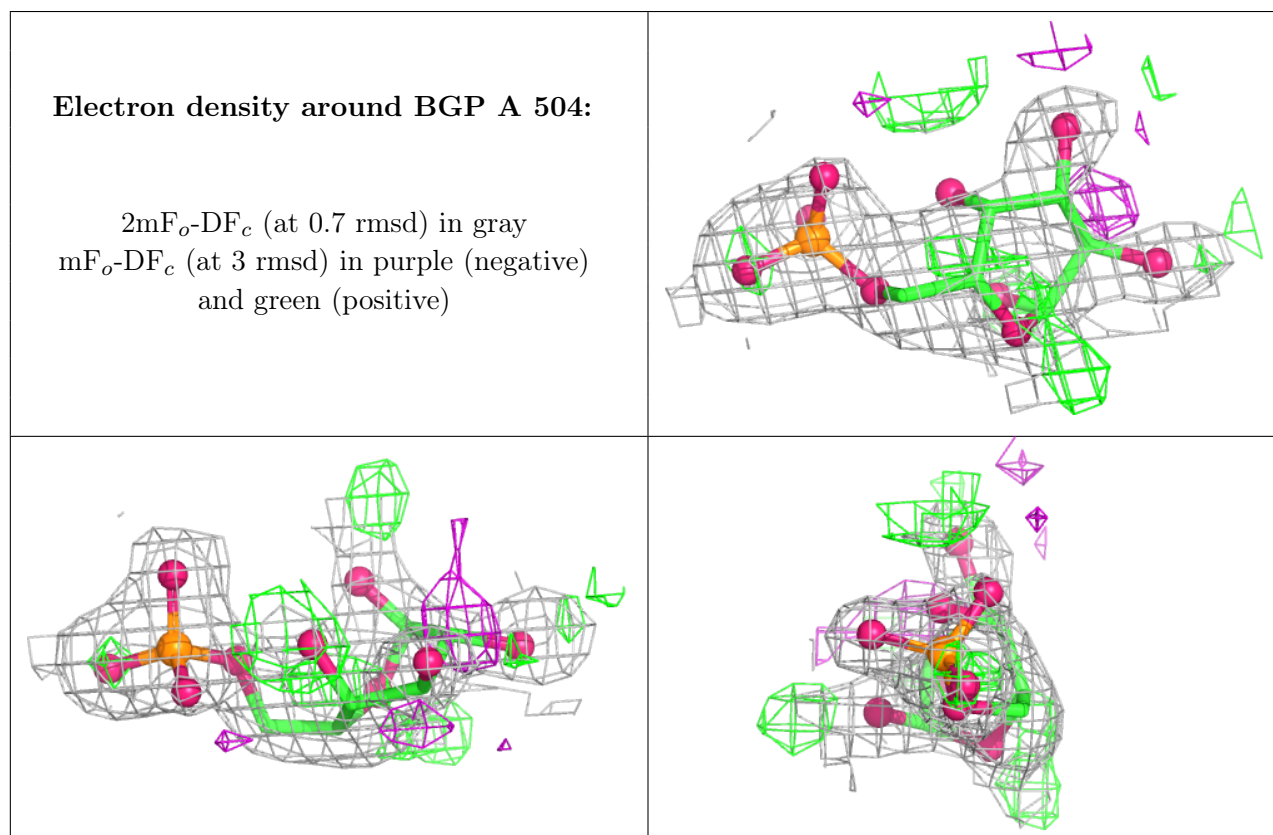 Electron density around BGP A 504:
2mFo-DFc (at 0.7 rmsd) in gray
mFo-DFc (at 3 rmsd) in purple (negative)
and green (positive)